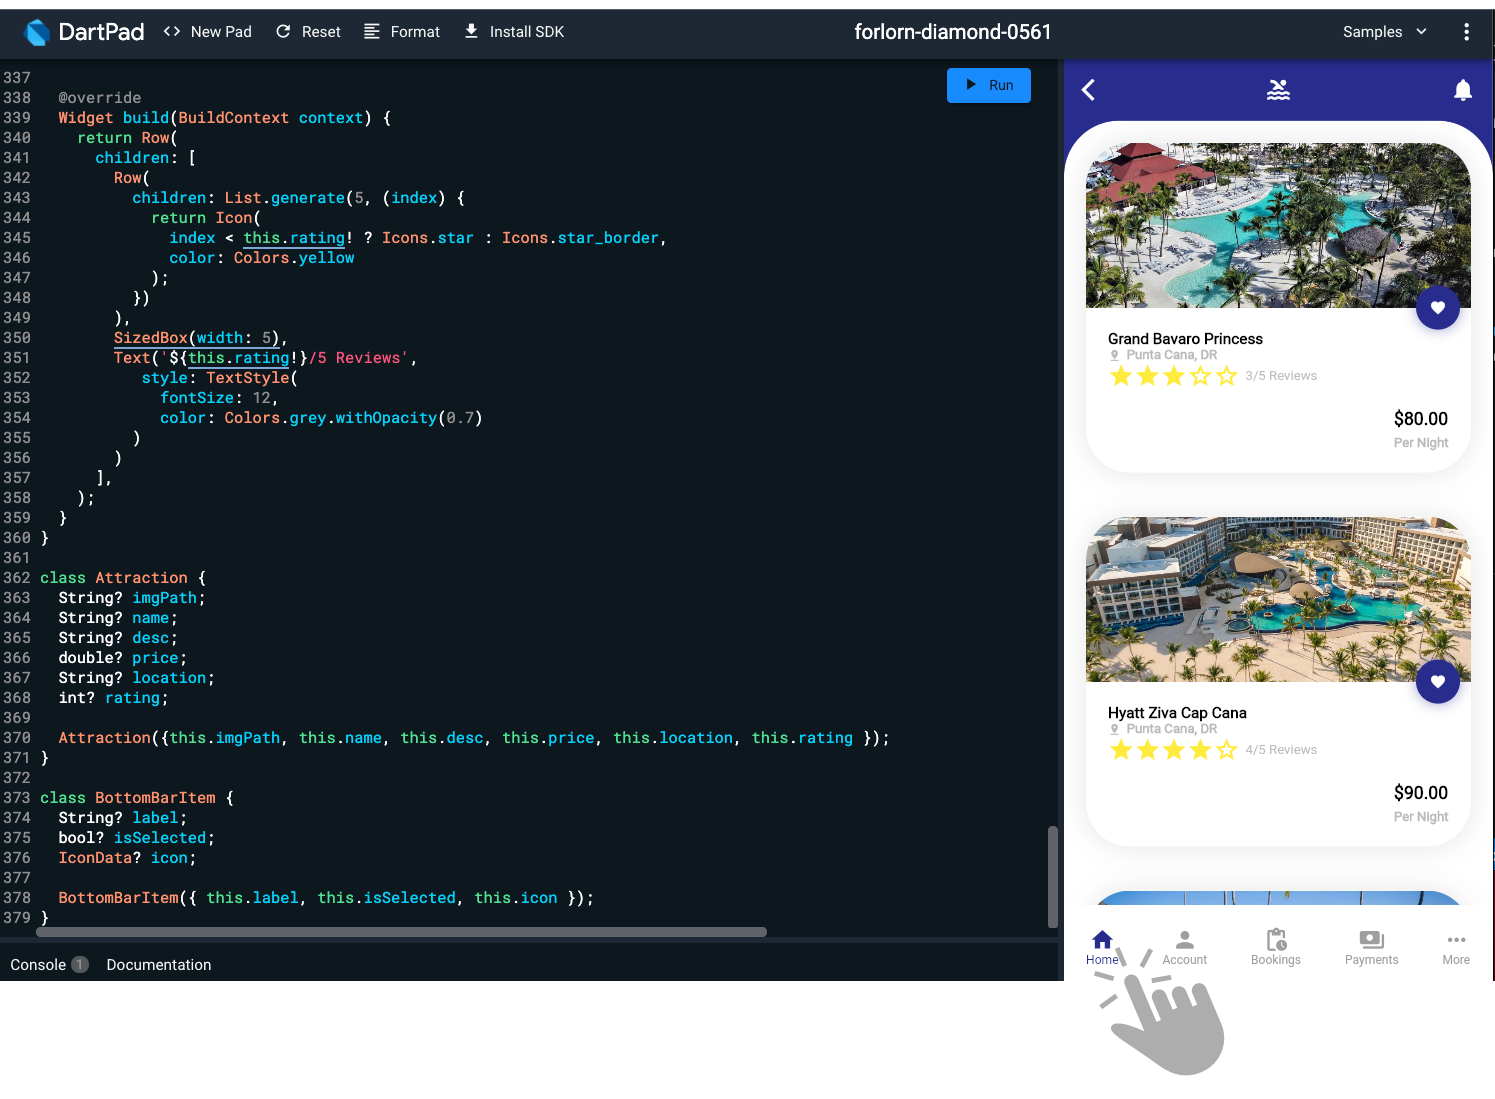 DartPad
New Pad
Reset
Format
Install SDK
forlorn-diamond-0561
Samples
Run
337
338 @override
339 Widget build(BuildContext context) {
340 return Row(
341 children: [
342 Row(
343 children: List.generate(5, (index) {
344 return Icon(
345 index < this.rating! ? Icons.star : Icons.star_border,
346 color: Colors.yellow
347 );
348 })
349 ),
350 SizedBox(width: 5),
351 Text('${this.rating!}/5 Reviews',
352 style: TextStyle(
353 fontSize: 12,
354 color: Colors.grey.withOpacity(0.7)
355 )
356 )
357 ],
358 );
359 }
360 }
361
362 class Attraction {
363 String? imgPath;
364 String? name;
365 String? desc;
366 double? price;
367 String? location;
368 int? rating;
369
370 Attraction({this.imgPath, this.name, this.desc, this.price, this.location, this.rating });
371 }
372
373 class BottomBarItem {
374 String? label;
375 bool? isSelected;
376 IconData? icon;
377
378 BottomBarItem({ this.label, this.isSelected, this.icon });
379 }
Console 1 Documentation
Grand Bavaro Princess
Punta Cana, DR
3/5 Reviews
$80.00
Per Night
Hyatt Ziva Cap Cana
Punta Cana, DR
4/5 Reviews
$90.00
Per Night
Home
Account
Bookings
Payments
More